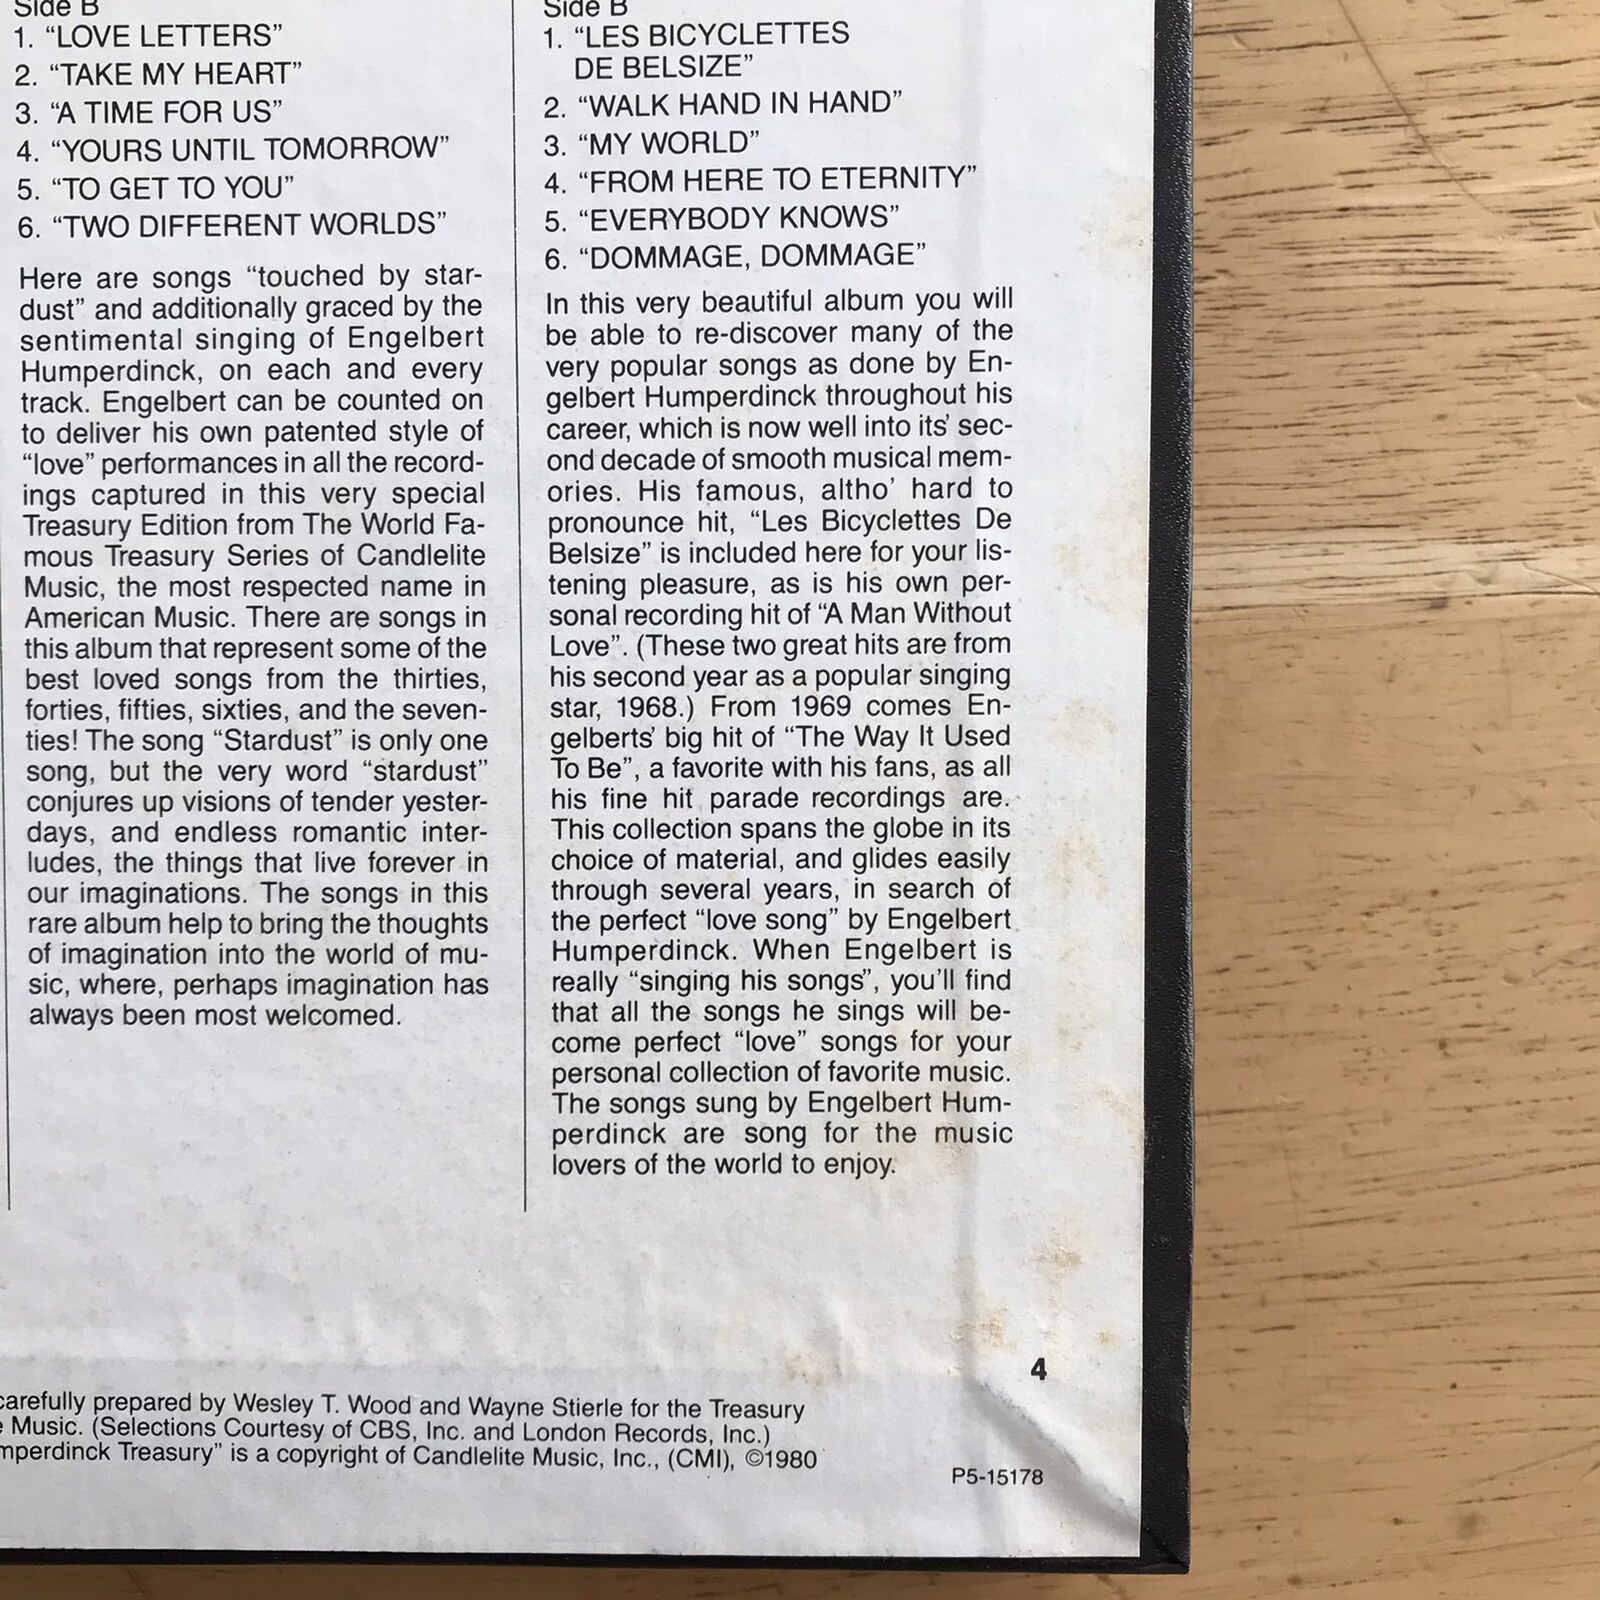 Side B
1. “LOVE LETTERS”
2. “TAKE MY HEART”
3. “A TIME FOR US”
4. “YOURS UNTIL TOMORROW”
5. “TO GET TO YOU”
6. “TWO DIFFERENT WORLDS”
Here are songs “touched by star-
dust” and additionally graced by the
sentimental singing of Engelbert
Humperdinck, on each and every
track. Engelbert can be counted on
to deliver his own patented style of
“love” performances in all the record-
ings captured in this very special
Treasury Edition from The World Fa-
mous Treasury Series of Candlelite
Music, the most respected name in
American Music. There are songs in
this album that represent some of the
best loved songs from the thirties,
forties, fifties, sixties, and the seven-
ties! The song “Stardust” is only one
song, but the very word “stardust”
conjures up visions of tender yester-
days, and endless romantic inter-
ludes, the things that live forever in
our imaginations. The songs in this
rare album help to bring the thoughts
of imagination into the world of mu-
sic, where, perhaps imagination has
always been most welcomed.
Side B
1. “LES BICYCLETTES
DE BELSIZE”
2. “WALK HAND IN HAND”
3. “MY WORLD”
4. “FROM HERE TO ETERNITY”
5. “EVERYBODY KNOWS”
6. “DOMMAGE, DOMMAGE”
In this very beautiful album you will
be able to re-discover many of the
very popular songs as done by En-
gelbert Humperdinck throughout his
career, which is now well into its’ sec-
ond decade of smooth musical mem-
ories. His famous, altho’ hard to
pronounce hit, “Les Bicyclettes De
Belsize” is included here for your lis-
tening pleasure, as is his own per-
sonal recording hit of “A Man Without
Love”. (These two great hits are from
his second year as a popular singing
star, 1968.) From 1969 comes En-
gelberts’ big hit of “The Way It Used
To Be”, a favorite with his fans, as all
his fine hit parade recordings are.
This collection spans the globe in its
choice of material, and glides easily
through several years, in search of
the perfect “love song” by Engelbert
Humperdinck. When Engelbert is
really “singing his songs”, you’ll find
that all the songs he sings will be-
come perfect “love” songs for your
personal collection of favorite music.
The songs sung by Engelbert Hum-
perdinck are song for the music
lovers of the world to enjoy.
4
carefully prepared by Wesley T. Wood and Wayne Stierle for the Treasury
Music. (Selections Courtesy of CBS, Inc. and London Records, Inc.)
mperdinck Treasury” is a copyright of Candlelite Music, Inc., (CMI), ©1980
P5-15178